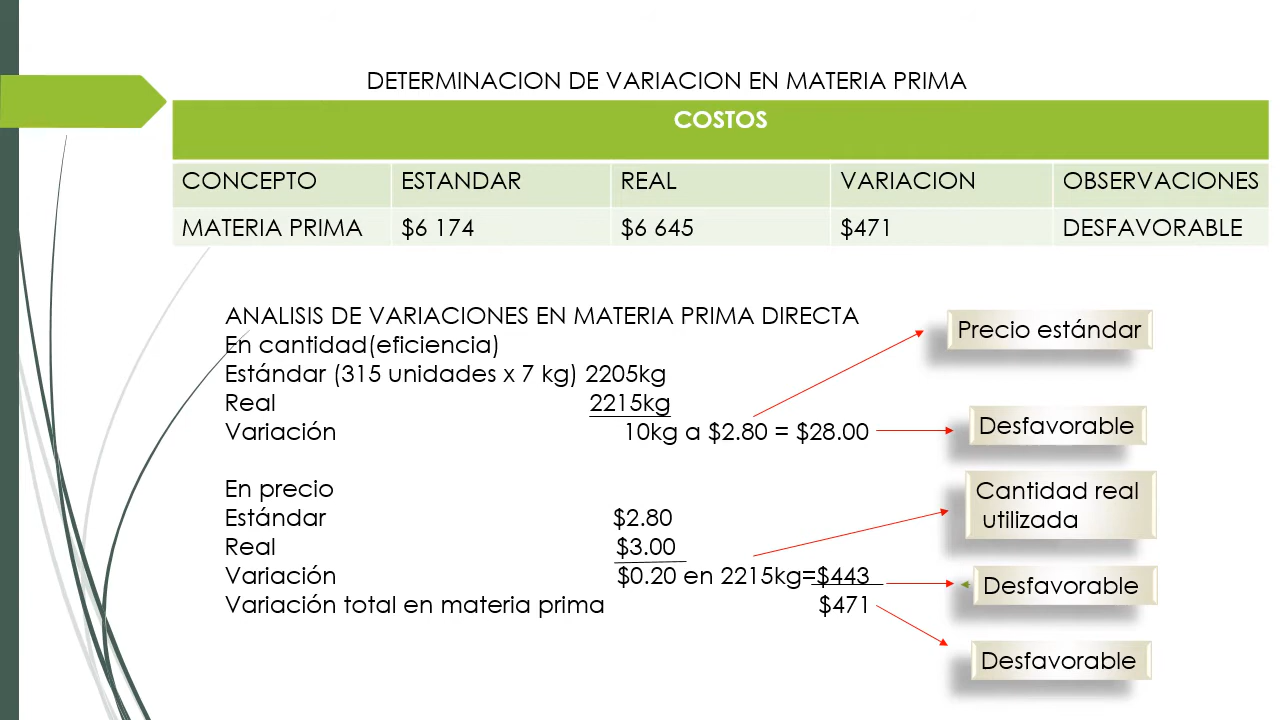 DETERMINACION DE VARIACION EN MATERIA PRIMA
COSTOS
CONCEPTO ESTANDAR REAL VARIACION OBSERVACIONES
MATERIA PRIMA $6 174 $6 645 $471 DESFAVORABLE
ANALISIS DE VARIACIONES EN MATERIA PRIMA DIRECTA
Precio estándar
En cantidad(eficiencia)
Estándar (315 unidades x 7 kg) 2205kg
Real 2215kg
Variación 10kg a $2.80 = $28.00 Desfavorable
En precio
Cantidad real
utilizada
Estándar $2.80
Real $3.00
Variación $0.20 en 2215kg=$443 Desfavorable
Variación total en materia prima $471
Desfavorable